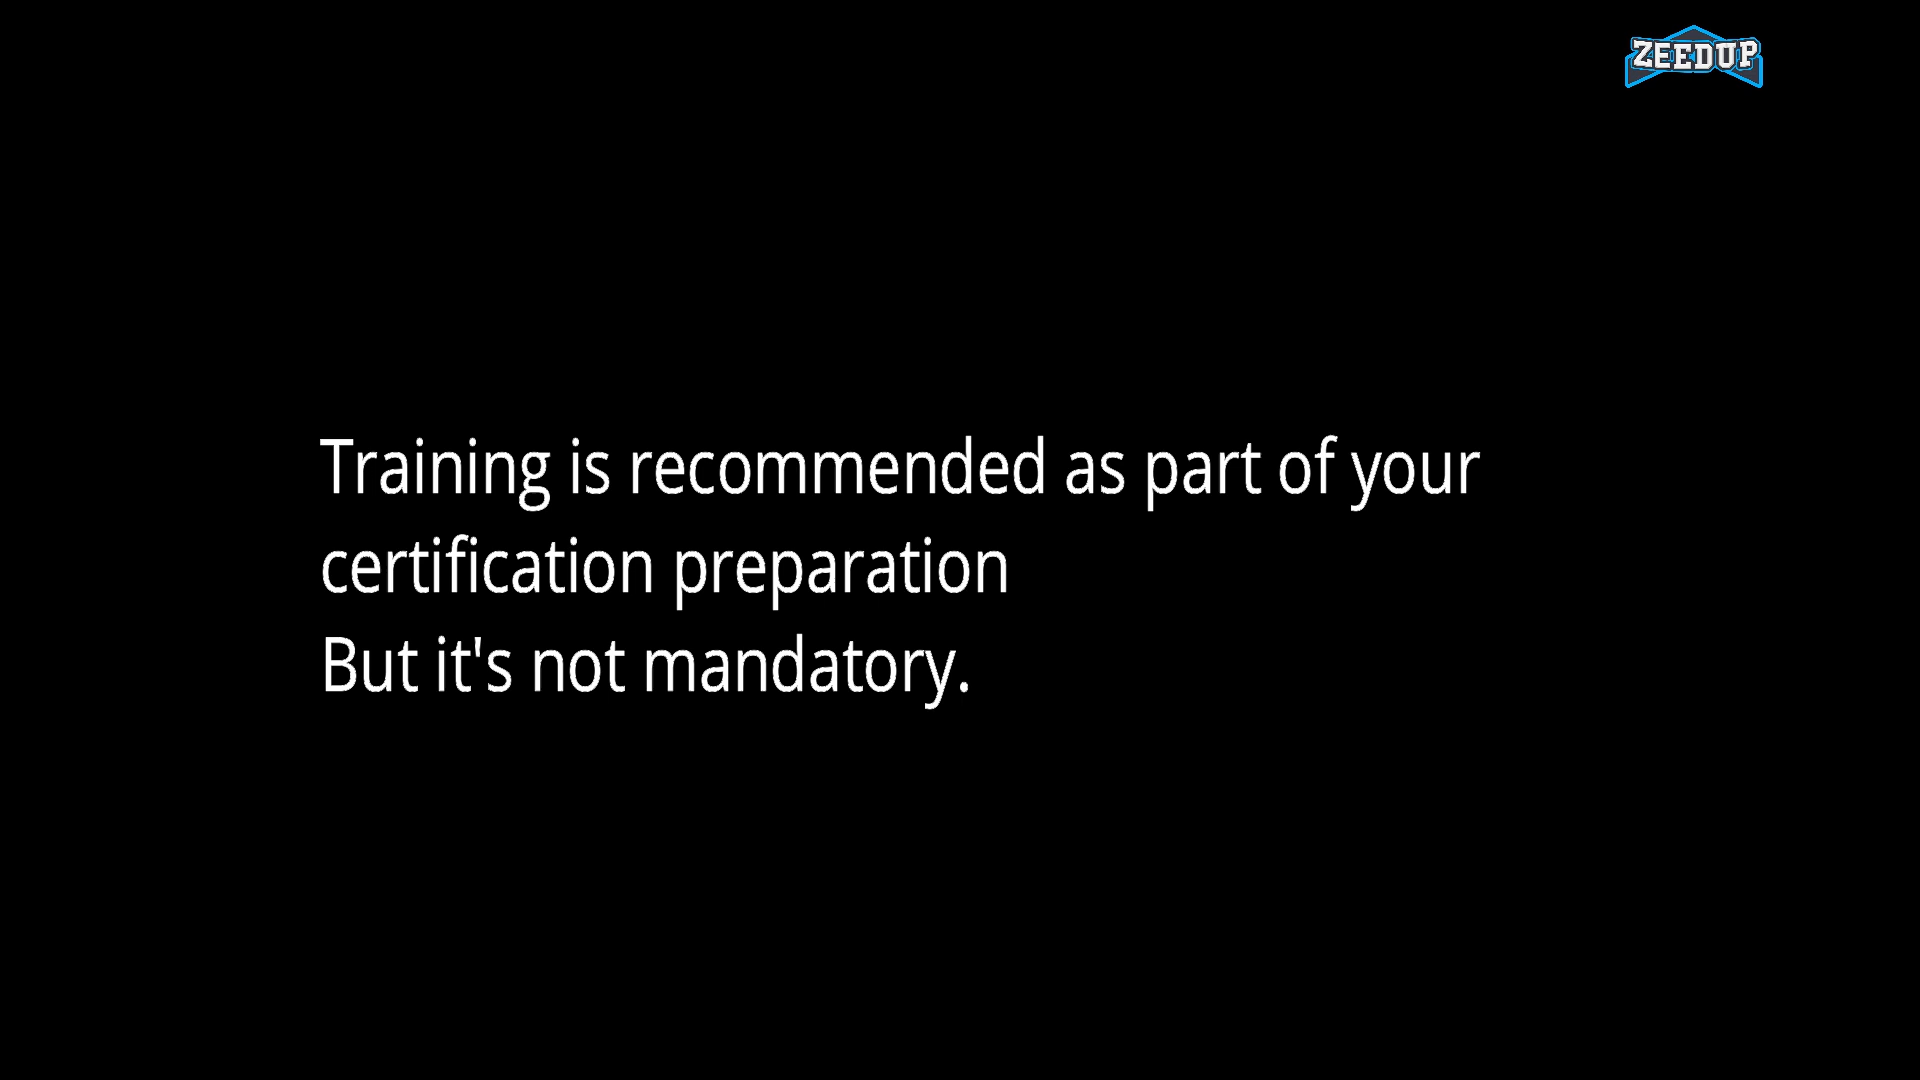 ZEEDUP
Training is recommended as part of your
certification preparation
But it's not mandatory.